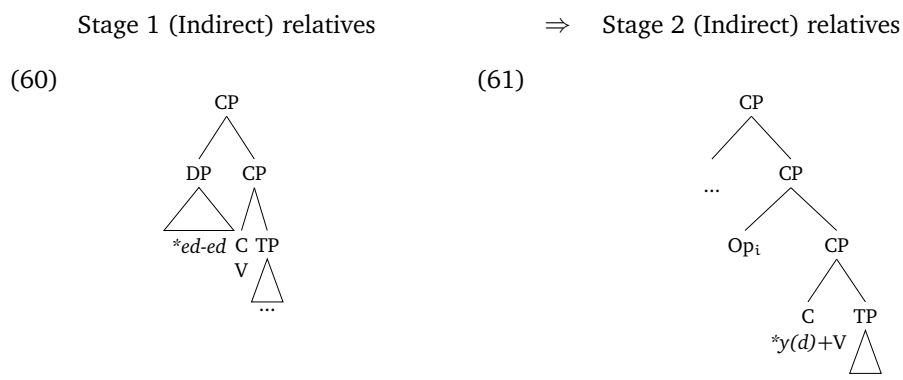 Stage 1 (Indirect) relatives ⇒ Stage 2 (Indirect) relatives
(60) (61)
CP CP
DP CP ... CP
*ed-ed C TP Opi CP
V
... C TP
*y(d)+V